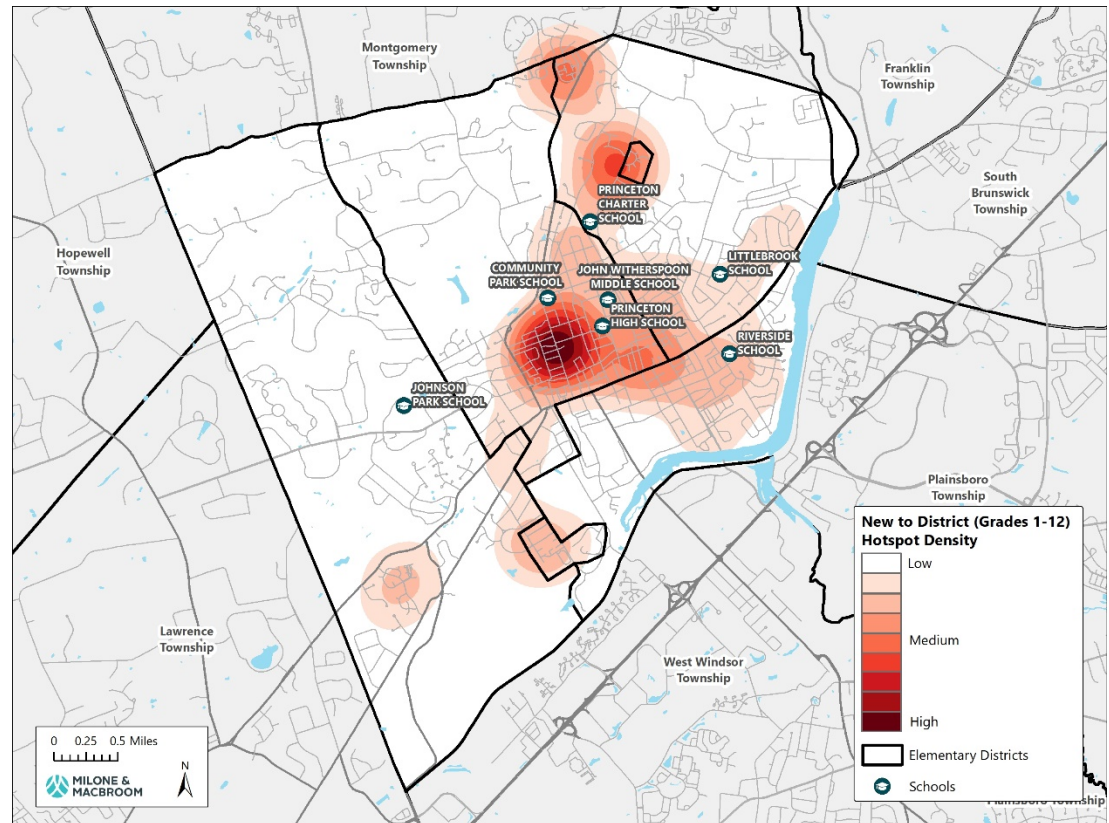 Montgomery
Township
Franklin
Township
South
Brunswick
Township
Hopewell
Township
PRINCETON
CHARTER
SCHOOL
LITTLEBROOK
SCHOOL
COMMUNITY
PARK SCHOOL
JOHN WITHERSPOON
MIDDLE SCHOOL
PRINCETON
HIGH SCHOOL
RIVERSIDE
SCHOOL
JOHNSON
PARK SCHOOL
Plainsboro
Township
Lawrence
Township
West Windsor
Township
New to District (Grades 1-12)
Hotspot Density
Low
Medium
High
Elementary Districts
Schools
Plainsboro Township
0 0.25 0.5 Miles
N
MILONE &
MACBROOM